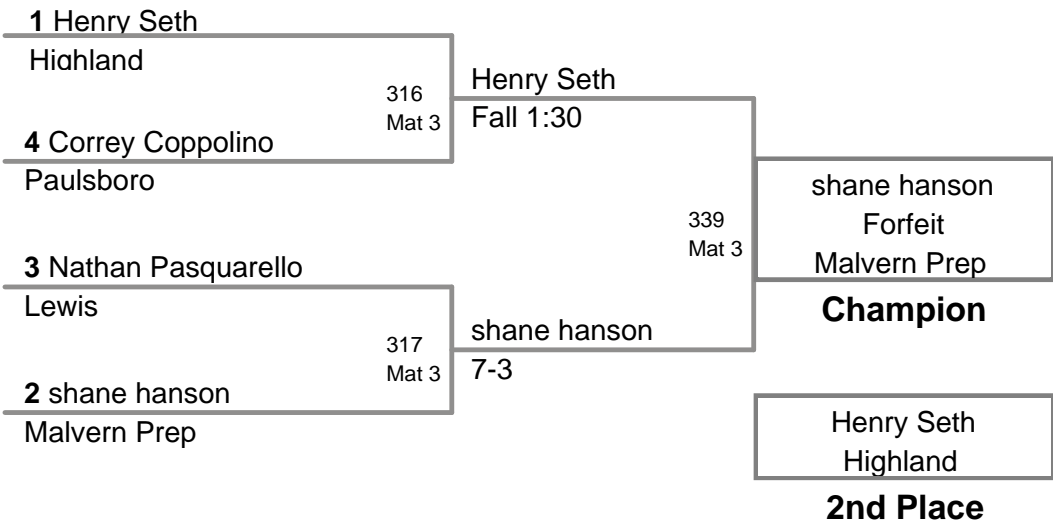 1 Henry Seth
Highland
316
Mat 3
Henry Seth
Fall 1:30
4 Correy Coppolino
Paulsboro
339
Mat 3
shane hanson
Forfeit
Malvern Prep
Champion
3 Nathan Pasquarello
Lewis
317
Mat 3
shane hanson
7-3
2 shane hanson
Malvern Prep
Henry Seth
Highland
2nd Place